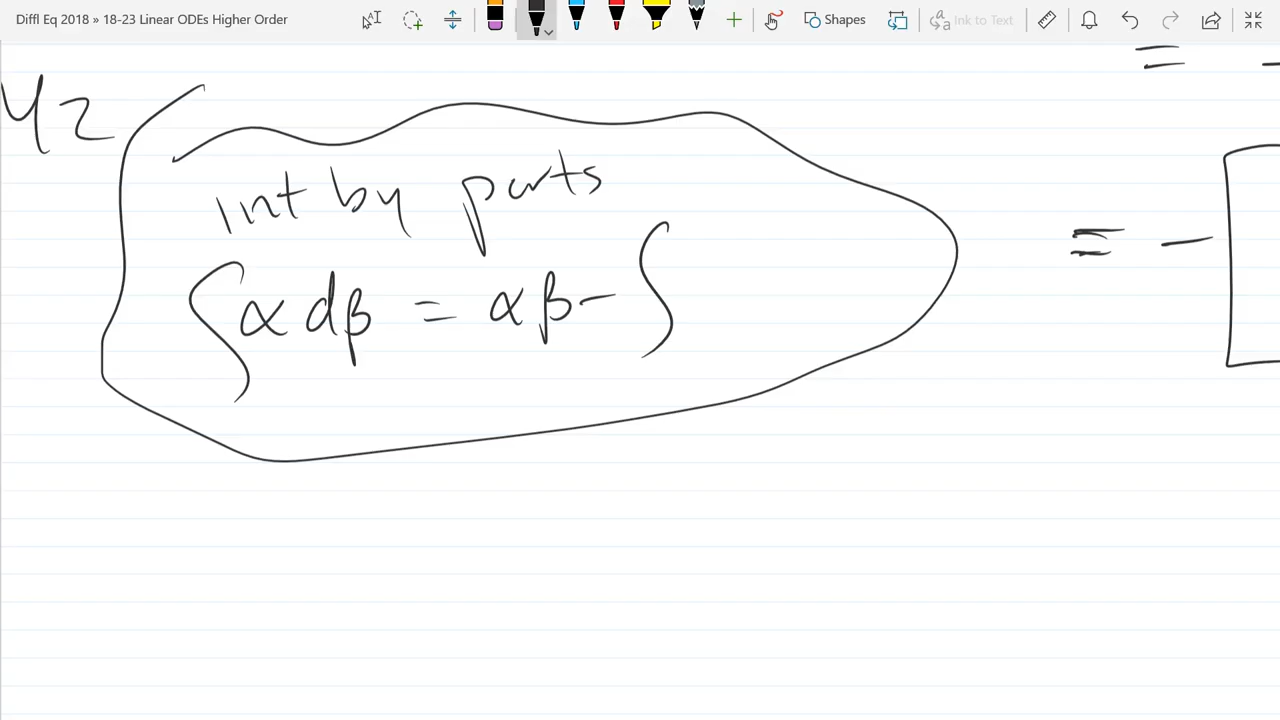 Diffl Eq 2018 » 18-23 Linear ODEs Higher Order
Shapes
Ink to Text
= -
y2
int by parts
= -
∫α dβ = αβ - ∫